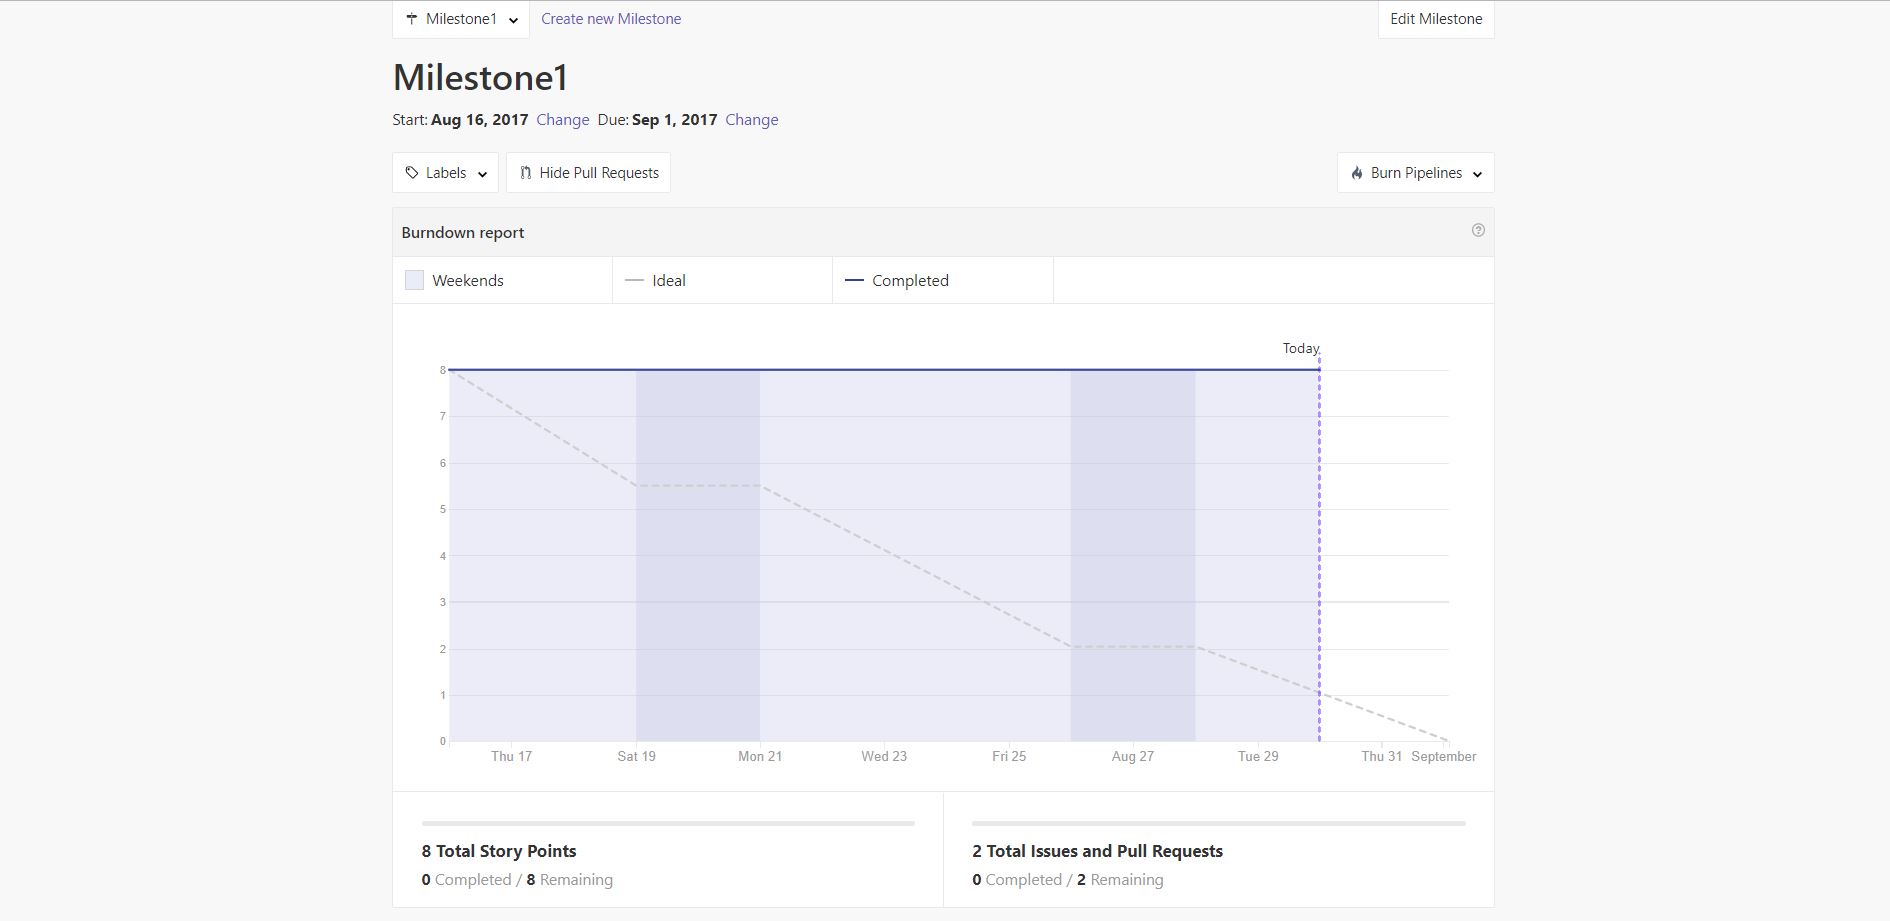 Milestone1 Create new Milestone Edit Milestone
Milestone1
Start: Aug 16, 2017 Change Due: Sep 1, 2017 Change
Labels Hide Pull Requests Burn Pipelines
Burndown report
Weekends Ideal Completed
Today
8
7
6
5
4
3
2
1
0
Thu 17 Sat 19 Mon 21 Wed 23 Fri 25 Aug 27 Tue 29 Thu 31 September
8 Total Story Points
0 Completed / 8 Remaining
2 Total Issues and Pull Requests
0 Completed / 2 Remaining